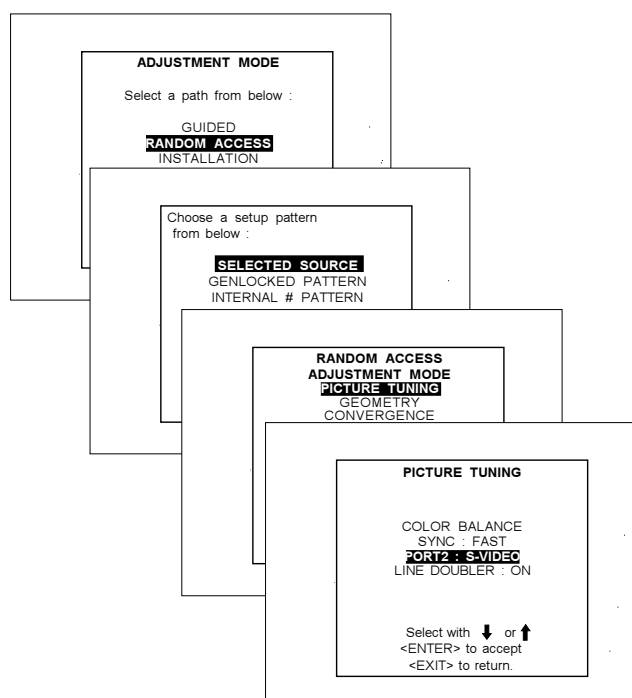 ADJUSTMENT MODE
Select a path from below :
GUIDED
RANDOM ACCESS
INSTALLATION
Choose a setup pattern
from below :
SELECTED SOURCE
GENLOCKED PATTERN
INTERNAL # PATTERN
RANDOM ACCESS
ADJUSTMENT MODE
PICTURE TUNING
GEOMETRY
CONVERGENCE
PICTURE TUNING
COLOR BALANCE
SYNC : FAST
PORT2 : S-VIDEO
LINE DOUBLER : ON
Select with ⬇ or ⬆
<ENTER> to accept
<EXIT> to return.